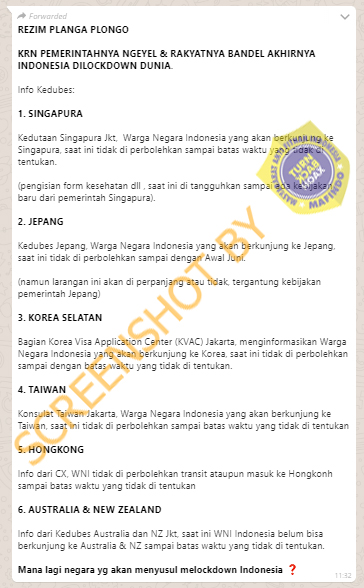 Forwarded
REZIM PLANGA PLONGO
KRN PEMERINTAHNYA NGEYEL & RAKYATNYA BANDEL AKHIRNYA
INDONESIA DILOCKDOWN DUNIA.
Info Kedubes:
1. SINGAPURA
Kedutaan Singapura Jkt, Warga Negara Indonesia yang akan berkunjung ke
Singapura, saat ini tidak di perbolehkan sampai batas waktu yang tidak di
tentukan.
(pengisian form kesehatan dll , saat ini di tangguhkan sampai ada kebijakan
baru dari pemerintah Singapura).
2. JEPANG
Kedubes Jepang, Warga Negara Indonesia yang akan berkunjung ke Jepang,
saat ini tidak di perbolehkan sampai dengan Awal Juni.
(namun larangan ini akan di perpanjang atau tidak, tergantung kebijakan
pemerintah Jepang)
3. KOREA SELATAN
Bagian Korea Visa Application Center (KVAC) Jakarta, menginformasikan Warga
Negara Indonesia yang akan berkunjung ke Korea, saat ini tidak di perbolehkan
sampai dengan batas waktu yang tidak di tentukan.
4. TAIWAN
Konsulat Taiwan Jakarta, Warga Negara Indonesia yang akan berkunjung ke
Taiwan, saat ini tidak di perbolehkan sampai batas waktu yang tidak di tentukan
5. HONGKONG
Info dari CX, WNI tidak di perbolehkan transit ataupun masuk ke Hongkonh
sampai batas waktu yang tidak di tentukan
6. AUSTRALIA & NEW ZEALAND
Info dari Kedubes Australia dan NZ Jkt, saat ini WNI Indonesia belum bisa
berkunjung ke Australia & NZ sampai batas waktu yang tidak di tentukan.
Mana lagi negara yg akan menyusul melockdown Indonesia ❓
11:32
SCREENSHOT BY
TURN
BACK
HOAX
MAFINDO